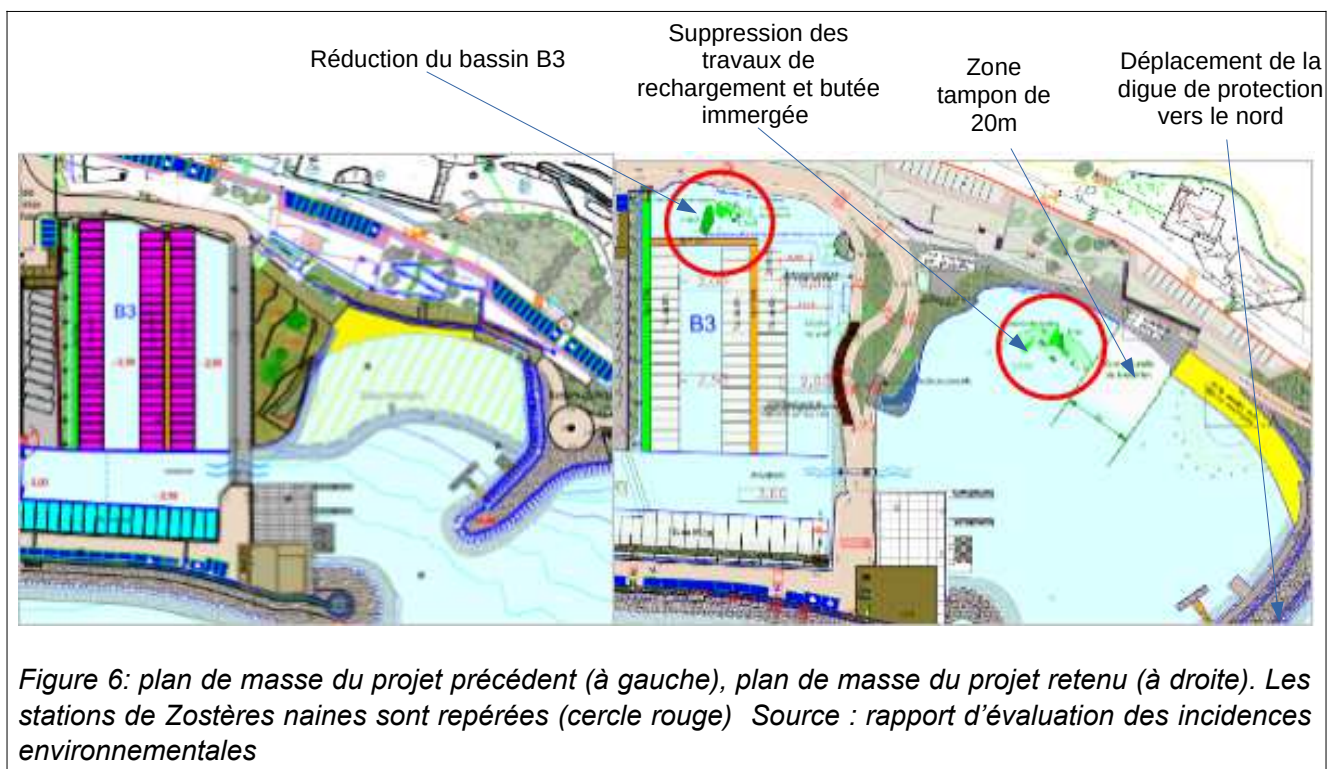 Réduction du bassin B3
Suppression des
travaux de
rechargement et butée
immergée
Zone
tampon de
20m
Déplacement de la
digue de protection
vers le nord
B3
B3
Figure 6: plan de masse du projet précédent (à gauche), plan de masse du projet retenu (à droite). Les
stations de Zostères naines sont repérées (cercle rouge) Source : rapport d’évaluation des incidences
environnementales